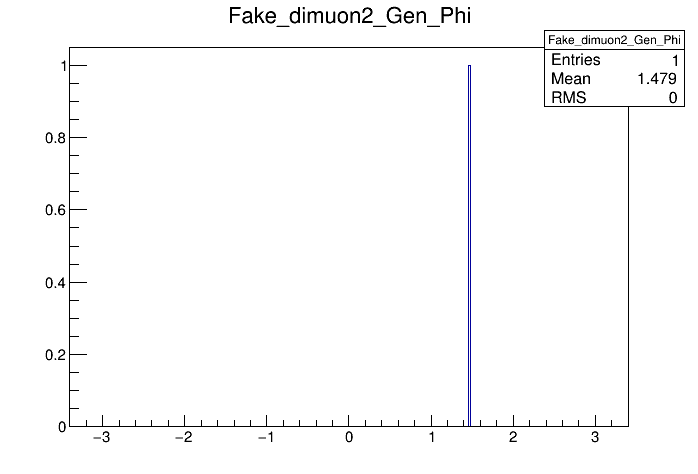 Fake_dimuon2_Gen_Phi
Fake_dimuon2_Gen_Phi
Entries 1
Mean 1.479
RMS 0
1
0.8
0.6
0.4
0.2
0
−3 −2 −1 0 1 2 3